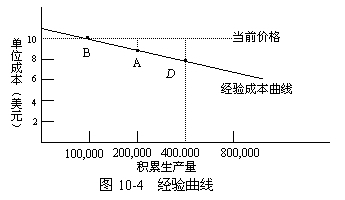 单位成本（美元）
10
8
6
4
2
当前价格
B
A
D
经验成本曲线
100,000
200,000
400,000
800,000
积累生产量
图 10-4 经验曲线